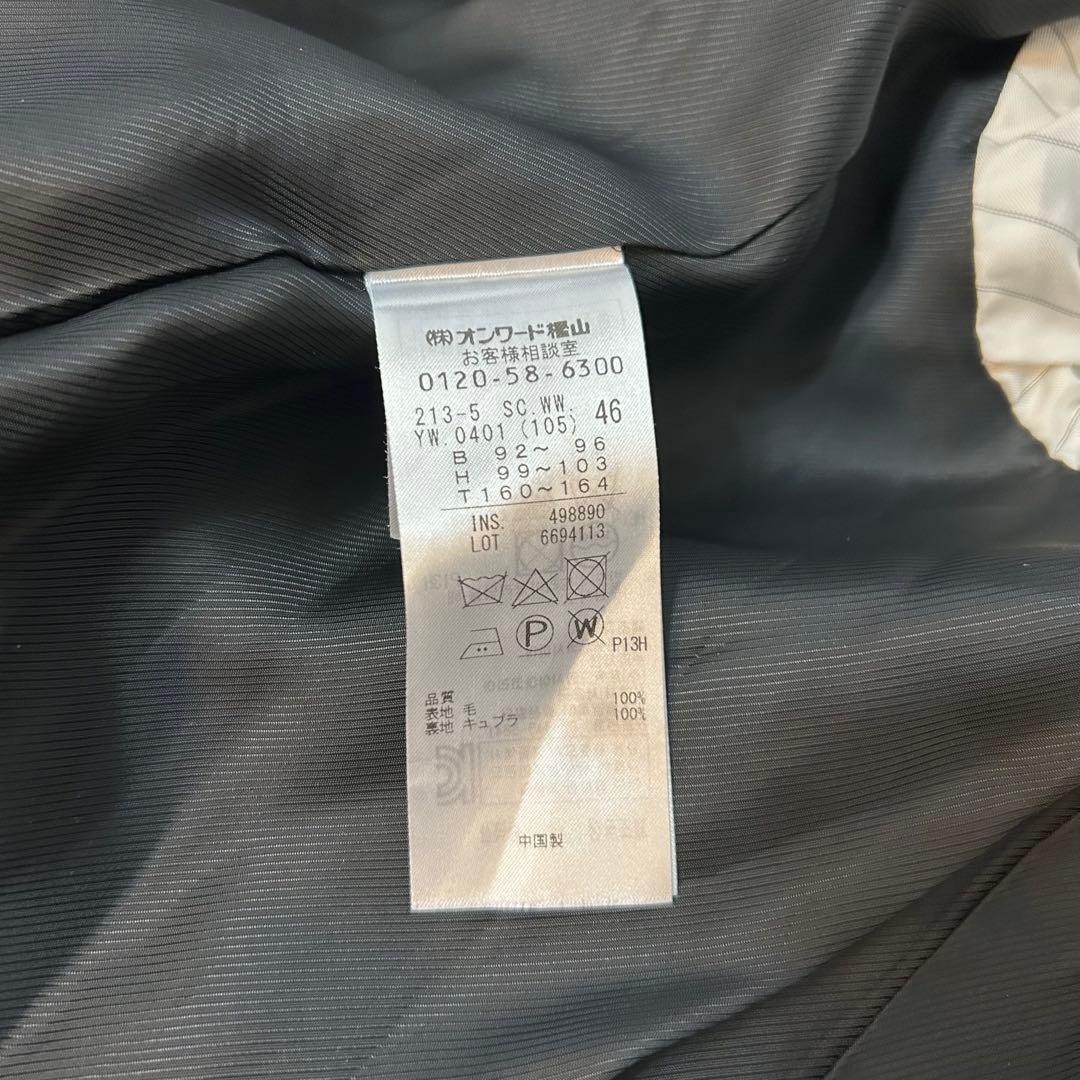 ㈱オンワード樫山
お客様相談室
0120-58-6300
213-5 SC.WW. 46
YW 0401 (105)
B 92～ 96
H 99～103
T160～164
INS. 498890
LOT 6694113
P W P13H
品質
表地 毛 100%
裏地 キュプラ 100%
中国製